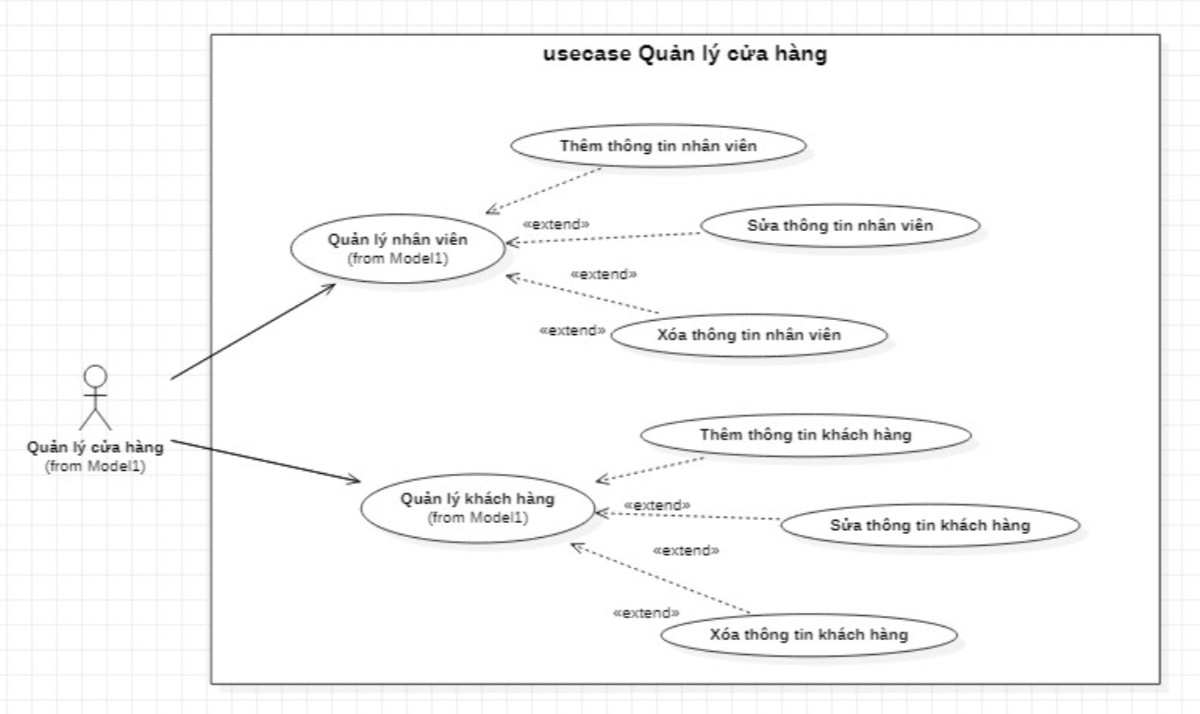 usecase Quản lý cửa hàng
Thêm thông tin nhân viên
«extend»
Sửa thông tin nhân viên
Quản lý nhân viên
(from Model1)
«extend»
«extend»
Xóa thông tin nhân viên
Quản lý cửa hàng
(from Model1)
Thêm thông tin khách hàng
Quản lý khách hàng
(from Model1)
«extend»
Sửa thông tin khách hàng
«extend»
«extend»
Xóa thông tin khách hàng